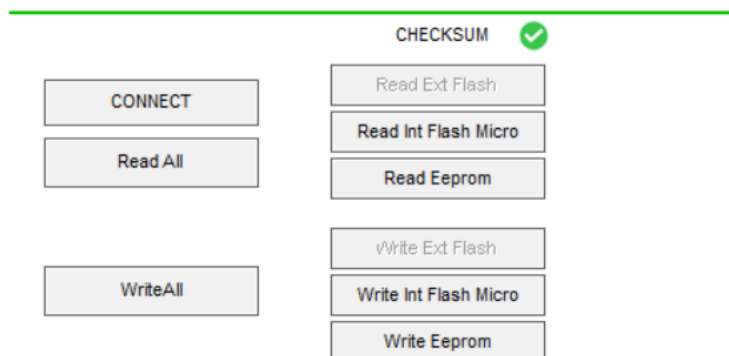 CHECKSUM
CONNECT
Read All
Read Ext Flash
Read Int Flash Micro
Read Eeprom
WriteAll
Write Ext Flash
Write Int Flash Micro
Write Eeprom